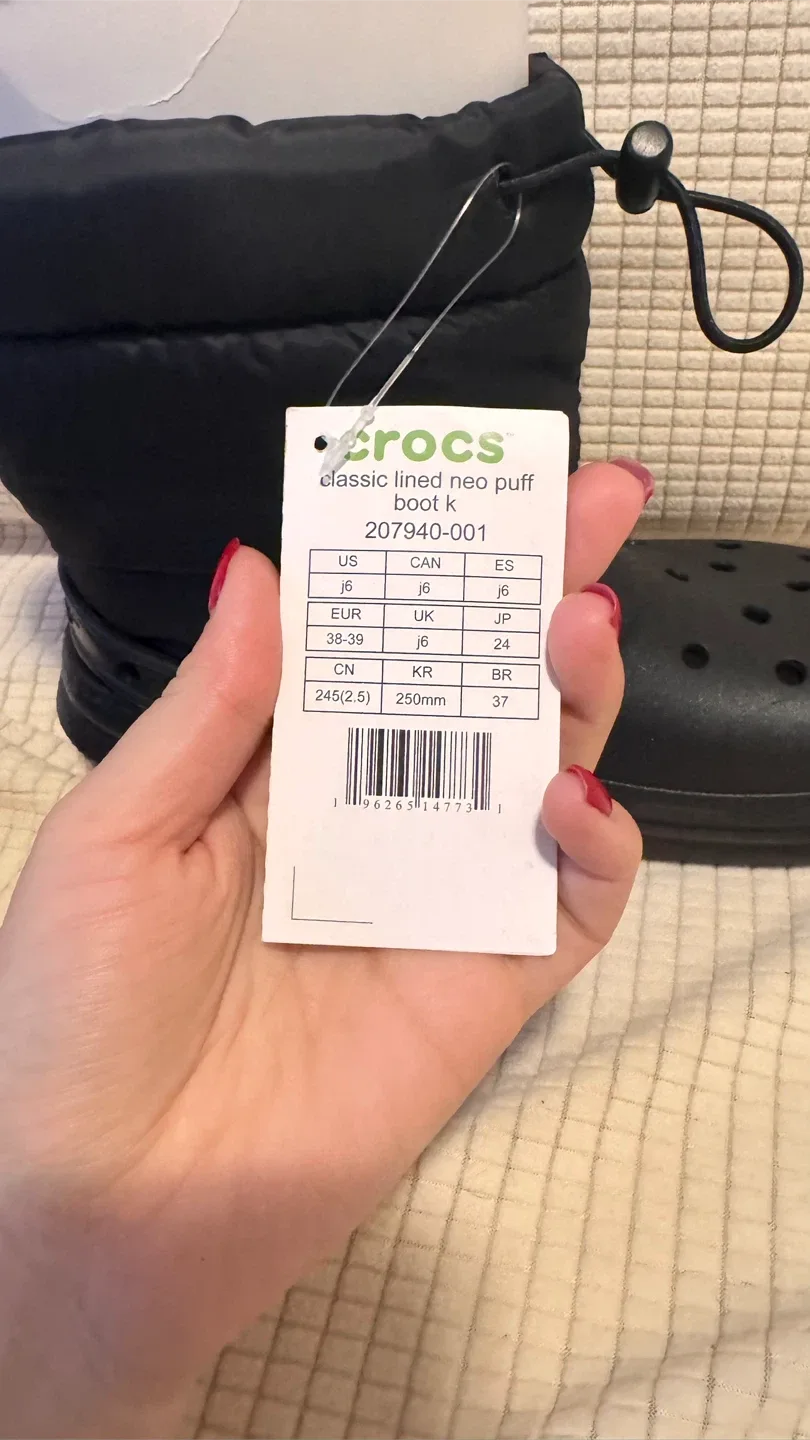 crocs™
classic lined neo puff
boot k
207940-001
US CAN ES
j6 j6 j6
EUR UK JP
38-39 j6 24
CN KR BR
245(2.5) 250mm 37
1 96265 14773 1